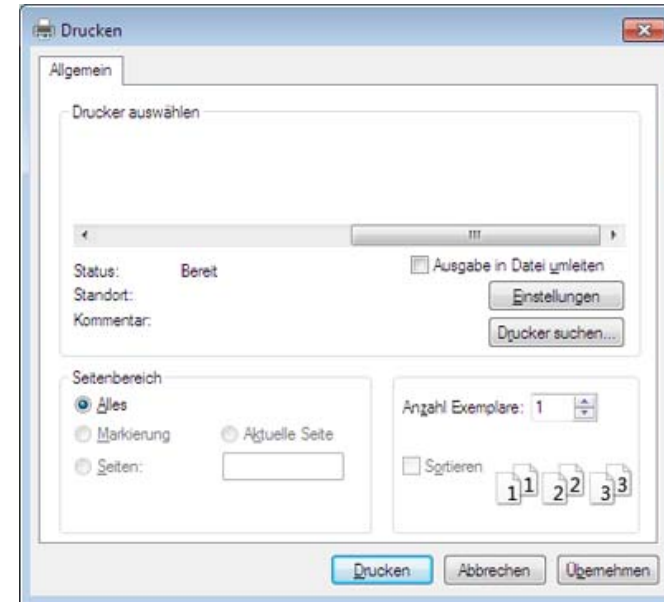 Drucken
Allgemein
Drucker auswählen
Status: Bereit
Ausgabe in Datei umleiten
Standort:
Einstellungen
Kommentar:
Drucker suchen...
Seitenbereich
Alles
Markierung
Aktuelle Seite
Seiten:
Anzahl Exemplare: 1
Sortieren
1 1 2 2 3 3
Drucken Abbrechen Übernehmen